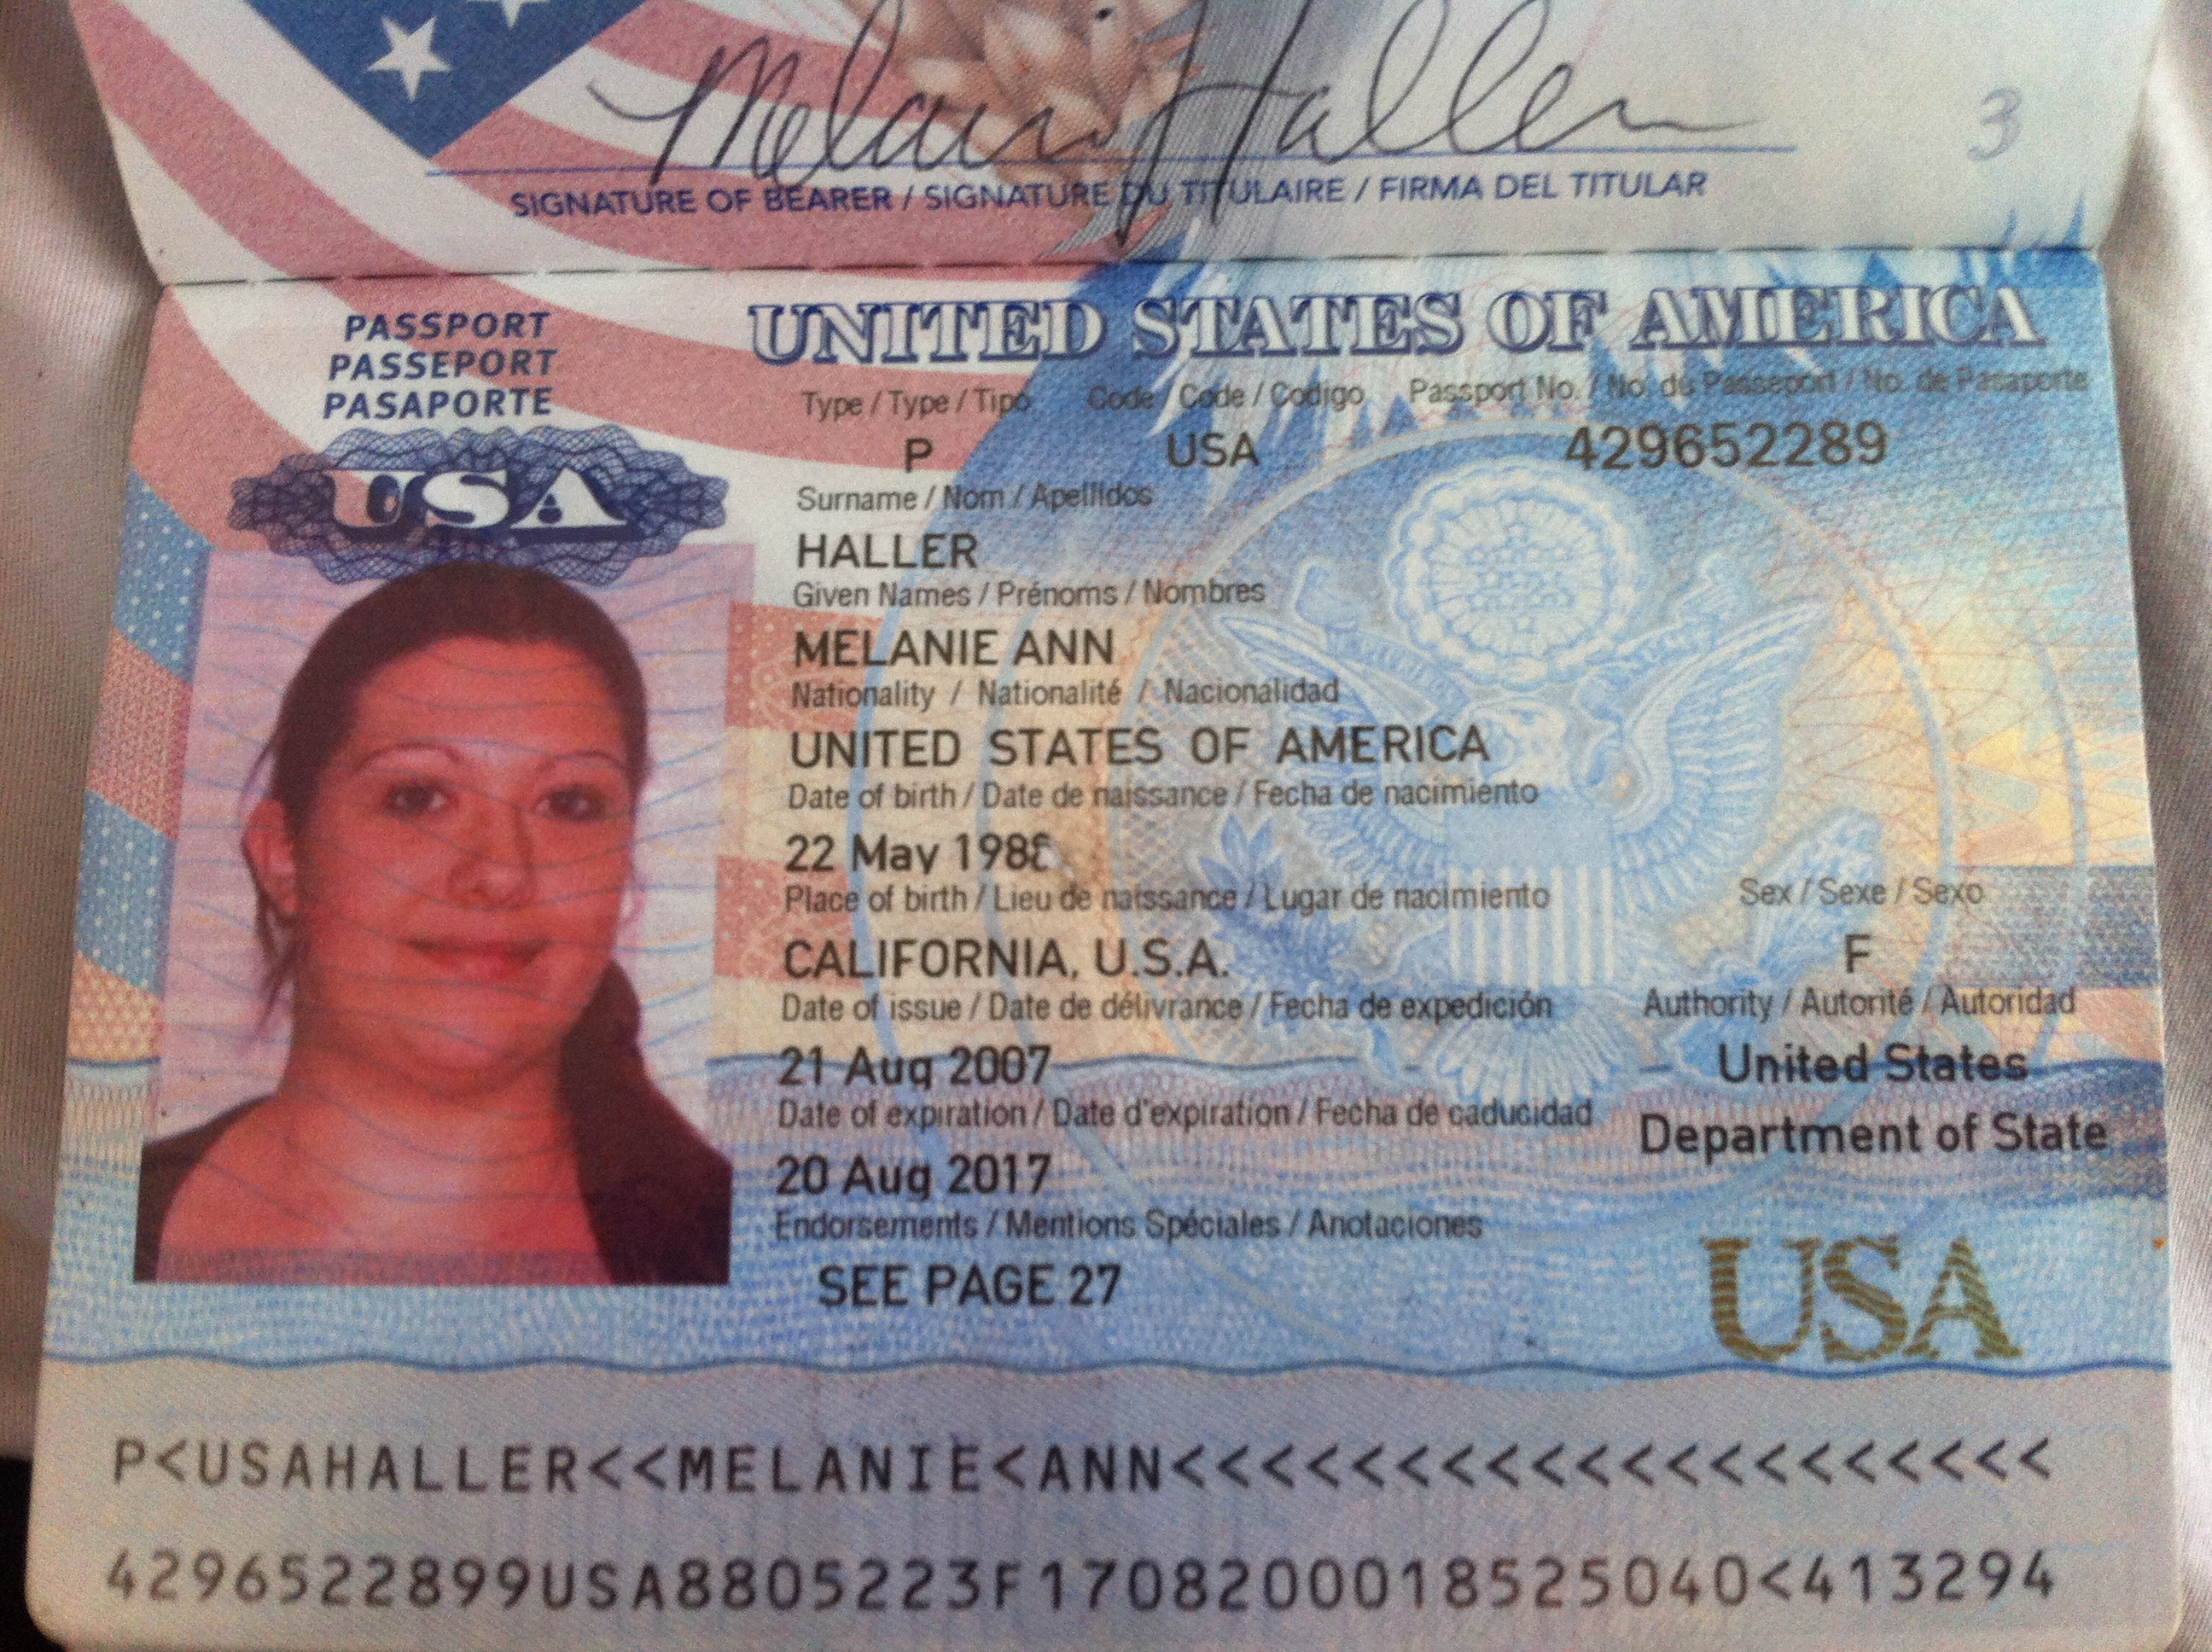 Melanie Haller
3
SIGNATURE OF BEARER / SIGNATURE DU TITULAIRE / FIRMA DEL TITULAR
PASSPORT
PASSEPORT
PASAPORTE
USA
UNITED STATES OF AMERICA
Type / Type / Tipo Code / Code / Codigo Passport No. / No. du Passeport / No. de Pasaporte
P USA 429652289
Surname / Nom / Apellidos
HALLER
Given Names / Prénoms / Nombres
MELANIE ANN
Nationality / Nationalité / Nacionalidad
UNITED STATES OF AMERICA
Date of birth / Date de naissance / Fecha de nacimiento
22 May 1988
Place of birth / Lieu de naissance / Lugar de nacimiento Sex / Sexe / Sexo
CALIFORNIA, U.S.A. F
Date of issue / Date de délivrance / Fecha de expedición Authority / Autorité / Autoridad
21 Aug 2007 United States
Date of expiration / Date d'expiration / Fecha de caducidad Department of State
20 Aug 2017
Endorsements / Mentions Spéciales / Anotaciones
SEE PAGE 27
USA
P<USAHALLER<<MELANIE<ANN<<<<<<<<<<<<<<<<<<<<
4296522899USA8805223F1708200018525040<413294